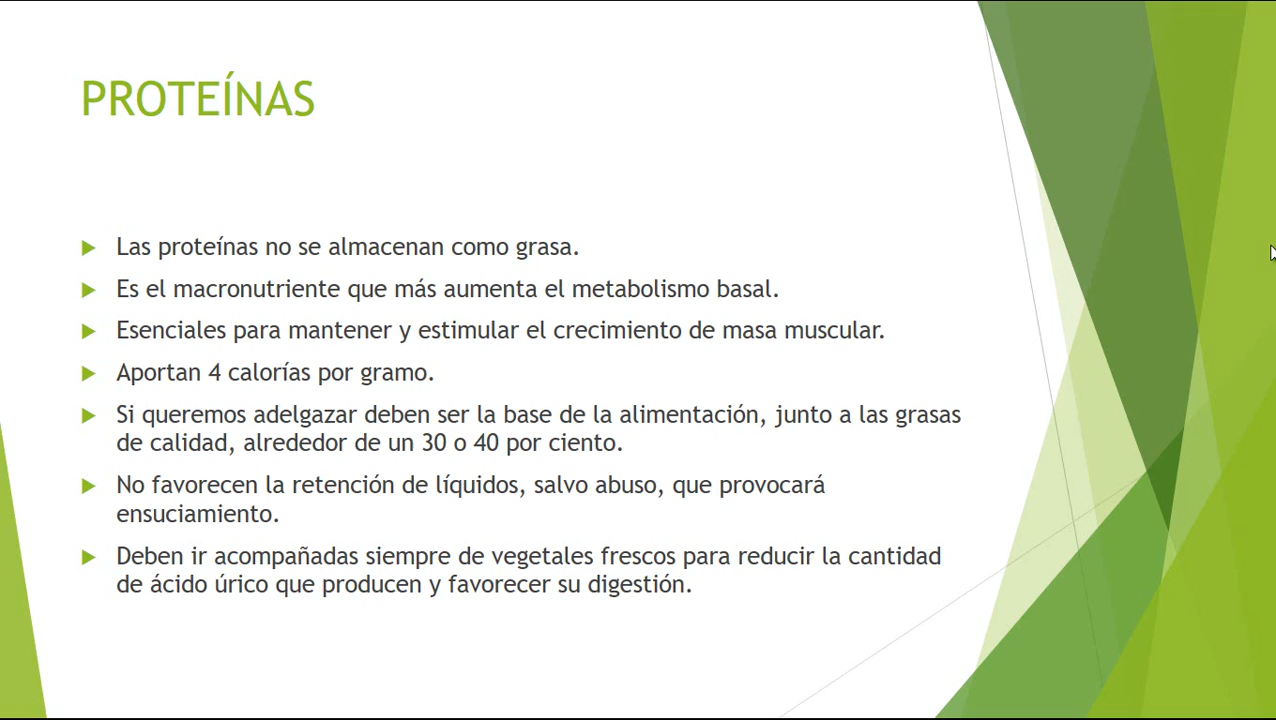 PROTEÍNAS
Las proteínas no se almacenan como grasa.
Es el macronutriente que más aumenta el metabolismo basal.
Esenciales para mantener y estimular el crecimiento de masa muscular.
Aportan 4 calorías por gramo.
Si queremos adelgazar deben ser la base de la alimentación, junto a las grasas
de calidad, alrededor de un 30 o 40 por ciento.
No favorecen la retención de líquidos, salvo abuso, que provocará
ensuciamiento.
Deben ir acompañadas siempre de vegetales frescos para reducir la cantidad
de ácido úrico que producen y favorecer su digestión.